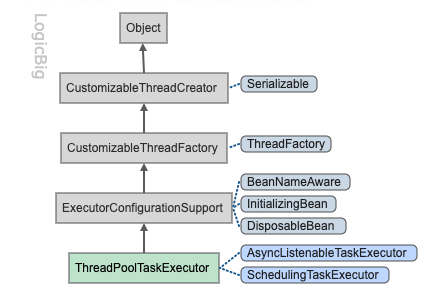 LogicBig
Object
CustomizableThreadCreator
Serializable
CustomizableThreadFactory
ThreadFactory
BeanNameAware
ExecutorConfigurationSupport
InitializingBean
DisposableBean
AsyncListenableTaskExecutor
ThreadPoolTaskExecutor
SchedulingTaskExecutor